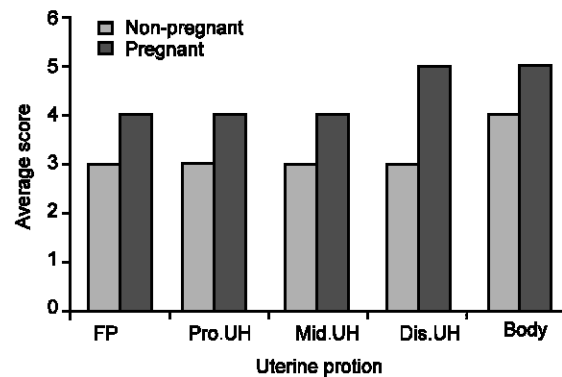 6
5
4
3
2
1
0
Average score
Non-pregnant
Pregnant
FP Pro.UH Mid.UH Dis.UH Body
Uterine protion